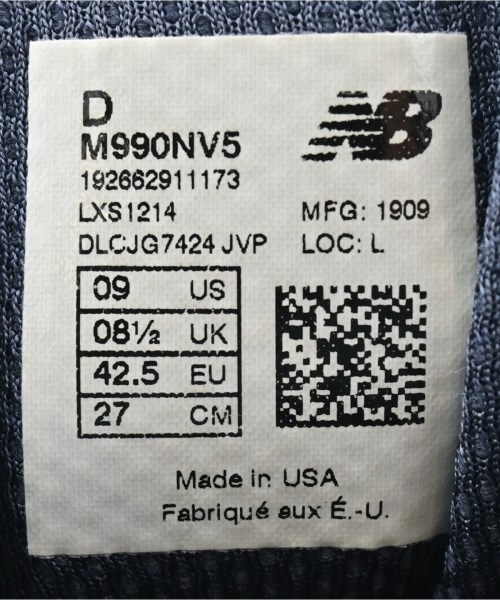 D
NB
M990NV5
192662911173
LXS1214
MFG: 1909
DLCJG7424 JVP
LOC: L
09 US
08½ UK
42.5 EU
27 CM
Made in USA
Fabriqué aux É.-U.